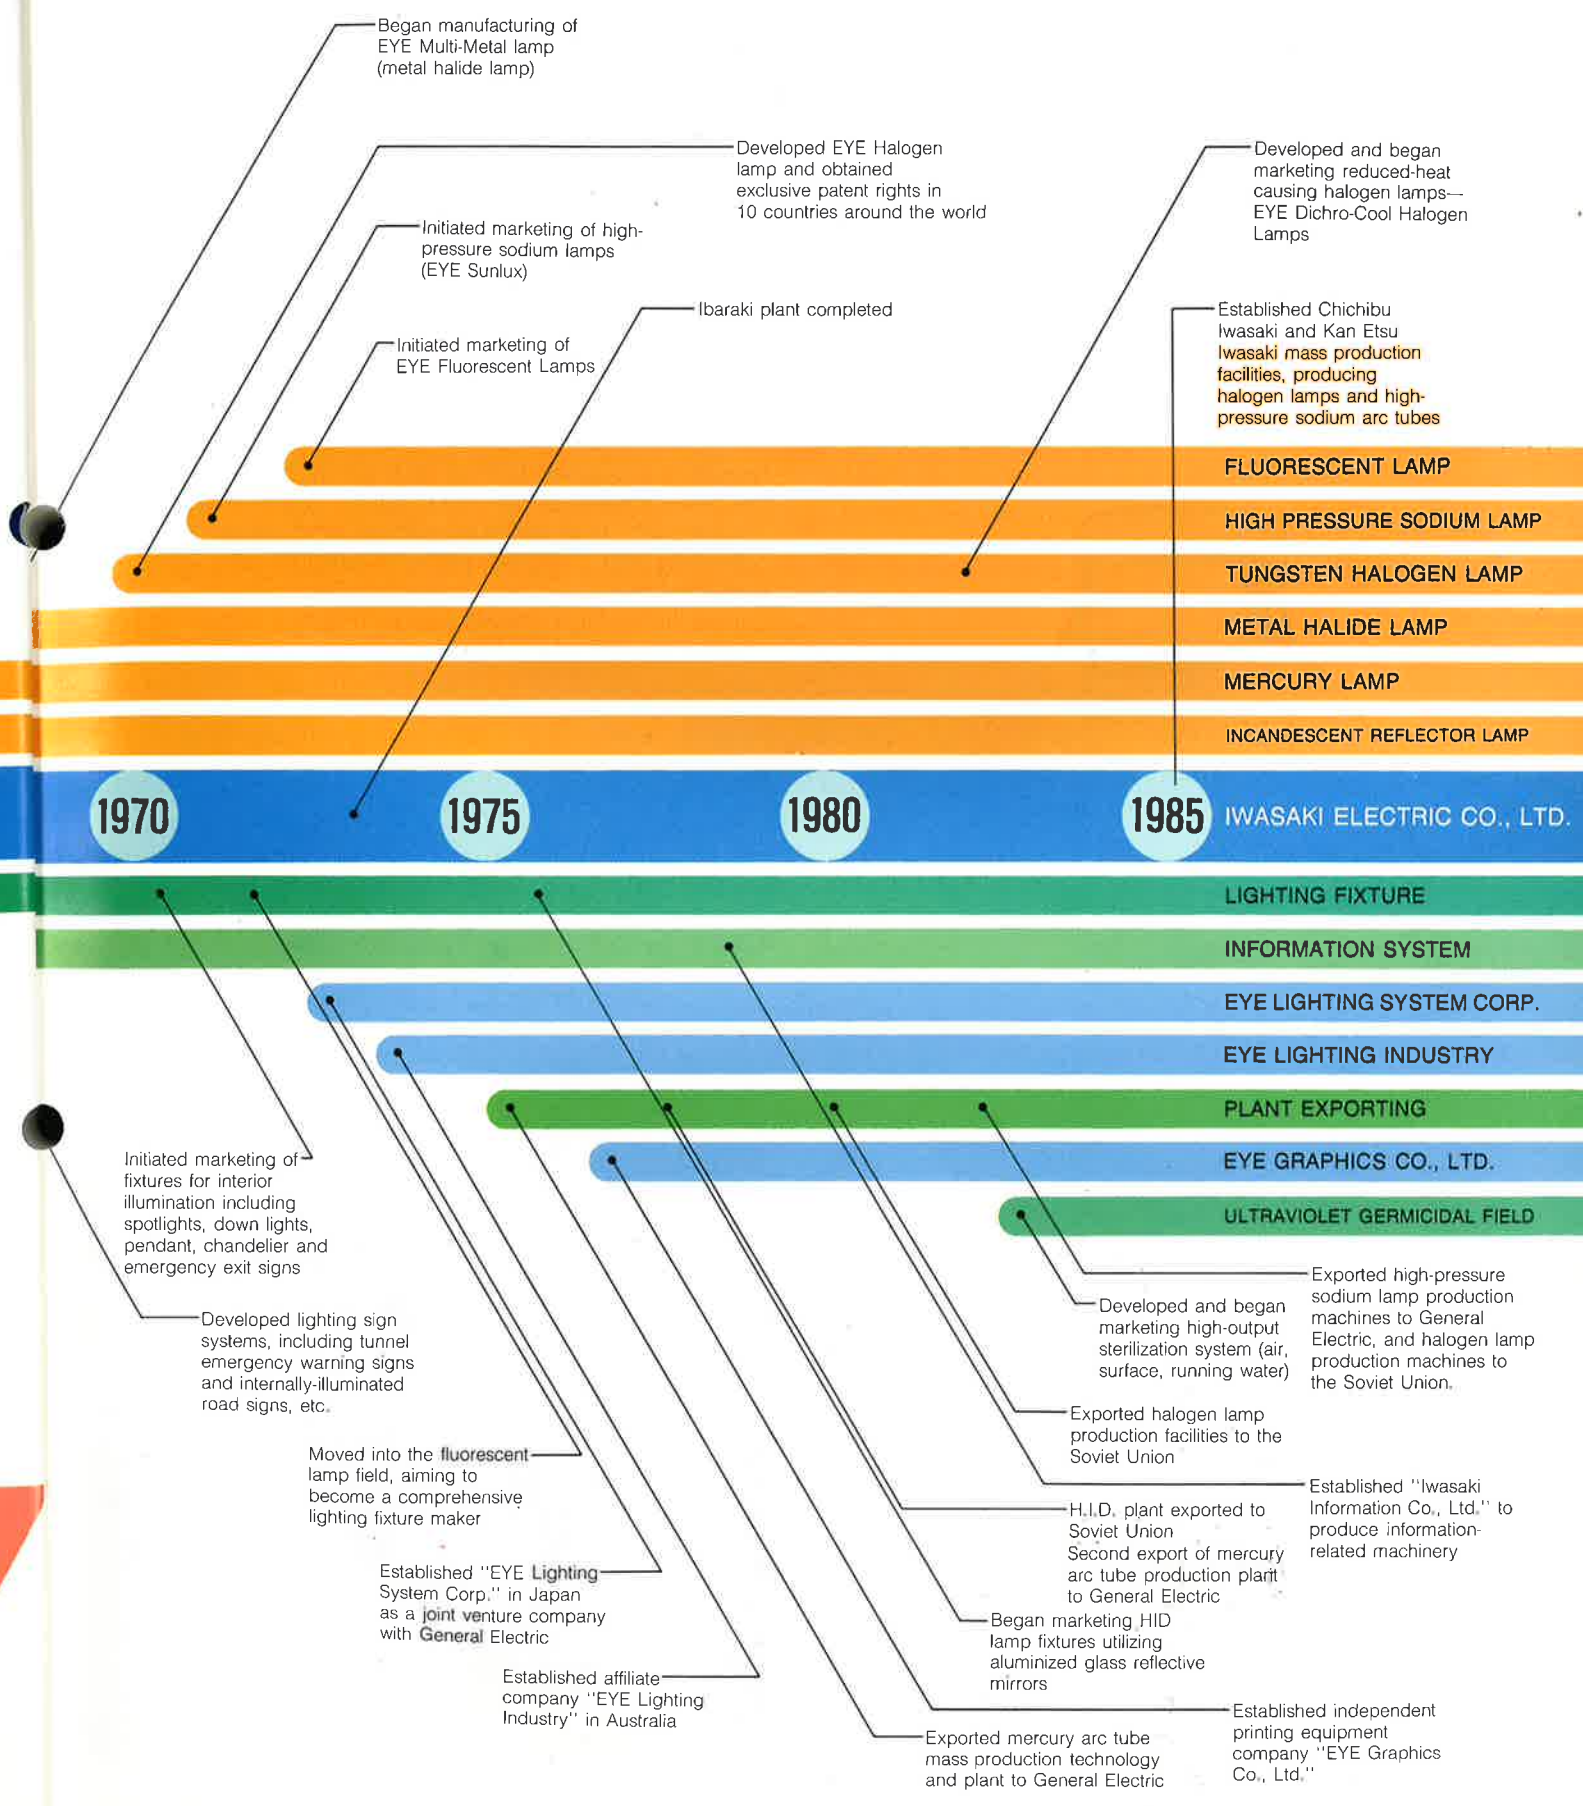 Began manufacturing of
EYE Multi-Metal lamp
(metal halide lamp)
Developed EYE Halogen
lamp and obtained
exclusive patent rights in
10 countries around the world
Developed and began
marketing reduced-heat
causing halogen lamps—
EYE Dichro-Cool Halogen
Lamps
Initiated marketing of high-
pressure sodium lamps
(EYE Sunlux)
Ibaraki plant completed
Established Chichibu
Iwasaki and Kan Etsu
Iwasaki mass production
facilities, producing
halogen lamps and high-
pressure sodium arc tubes
Initiated marketing of
EYE Fluorescent Lamps
FLUORESCENT LAMP
HIGH PRESSURE SODIUM LAMP
TUNGSTEN HALOGEN LAMP
METAL HALIDE LAMP
MERCURY LAMP
INCANDESCENT REFLECTOR LAMP
1970 1975 1980 1985 IWASAKI ELECTRIC CO., LTD.
LIGHTING FIXTURE
INFORMATION SYSTEM
EYE LIGHTING SYSTEM CORP.
EYE LIGHTING INDUSTRY
PLANT EXPORTING
EYE GRAPHICS CO., LTD.
ULTRAVIOLET GERMICIDAL FIELD
Initiated marketing of
fixtures for interior
illumination including
spotlights, down lights,
pendant, chandelier and
emergency exit signs
Developed lighting sign
systems, including tunnel
emergency warning signs
and internally-illuminated
road signs, etc.
Moved into the fluorescent
lamp field, aiming to
become a comprehensive
lighting fixture maker
Established "EYE Lighting
System Corp." in Japan
as a joint venture company
with General Electric
Established affiliate
company "EYE Lighting
Industry" in Australia
Exported mercury arc tube
mass production technology
and plant to General Electric
Established independent
printing equipment
company "EYE Graphics
Co., Ltd."
Began marketing HID
lamp fixtures utilizing
aluminized glass reflective
mirrors
H.I.D. plant exported to
Soviet Union
Second export of mercury
arc tube production plant
to General Electric
Established "Iwasaki
Information Co., Ltd." to
produce information-
related machinery
Exported halogen lamp
production facilities to the
Soviet Union
Developed and began
marketing high-output
sterilization system (air,
surface, running water)
Exported high-pressure
sodium lamp production
machines to General
Electric, and halogen lamp
production machines to
the Soviet Union.